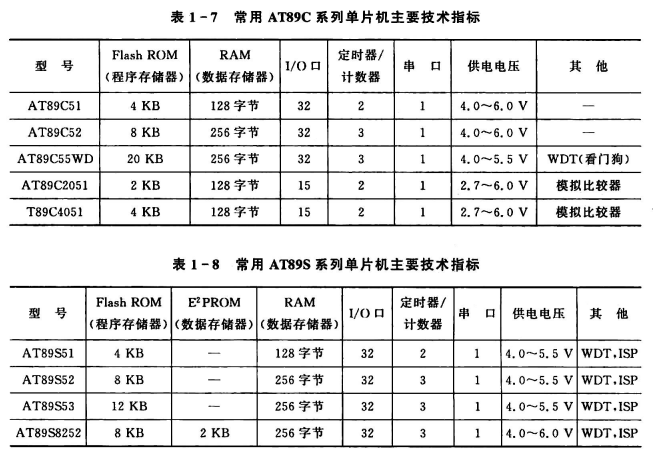 表 1-7 常用 AT89C 系列单片机主要技术指标
型 号 Flash ROM (程序存储器) RAM (数据存储器) I/O 口 定时器/计数器 串 口 供电电压 其 他
AT89C51 4 KB 128 字节 32 2 1 4.0～6.0 V —
AT89C52 8 KB 256 字节 32 3 1 4.0～6.0 V —
AT89C55WD 20 KB 256 字节 32 3 1 4.0～5.5 V WDT(看门狗)
AT89C2051 2 KB 128 字节 15 2 1 2.7～6.0 V 模拟比较器
T89C4051 4 KB 128 字节 15 2 1 2.7～6.0 V 模拟比较器
表 1-8 常用 AT89S 系列单片机主要技术指标
型 号 Flash ROM (程序存储器) E²PROM (数据存储器) RAM (数据存储器) I/O 口 定时器/计数器 串 口 供电电压 其 他
AT89S51 4 KB — 128 字节 32 2 1 4.0～5.5 V WDT,ISP
AT89S52 8 KB — 256 字节 32 3 1 4.0～5.5 V WDT,ISP
AT89S53 12 KB — 256 字节 32 3 1 4.0～5.5 V WDT,ISP
AT89S8252 8 KB 2 KB 256 字节 32 3 1 4.0～6.0 V WDT,ISP